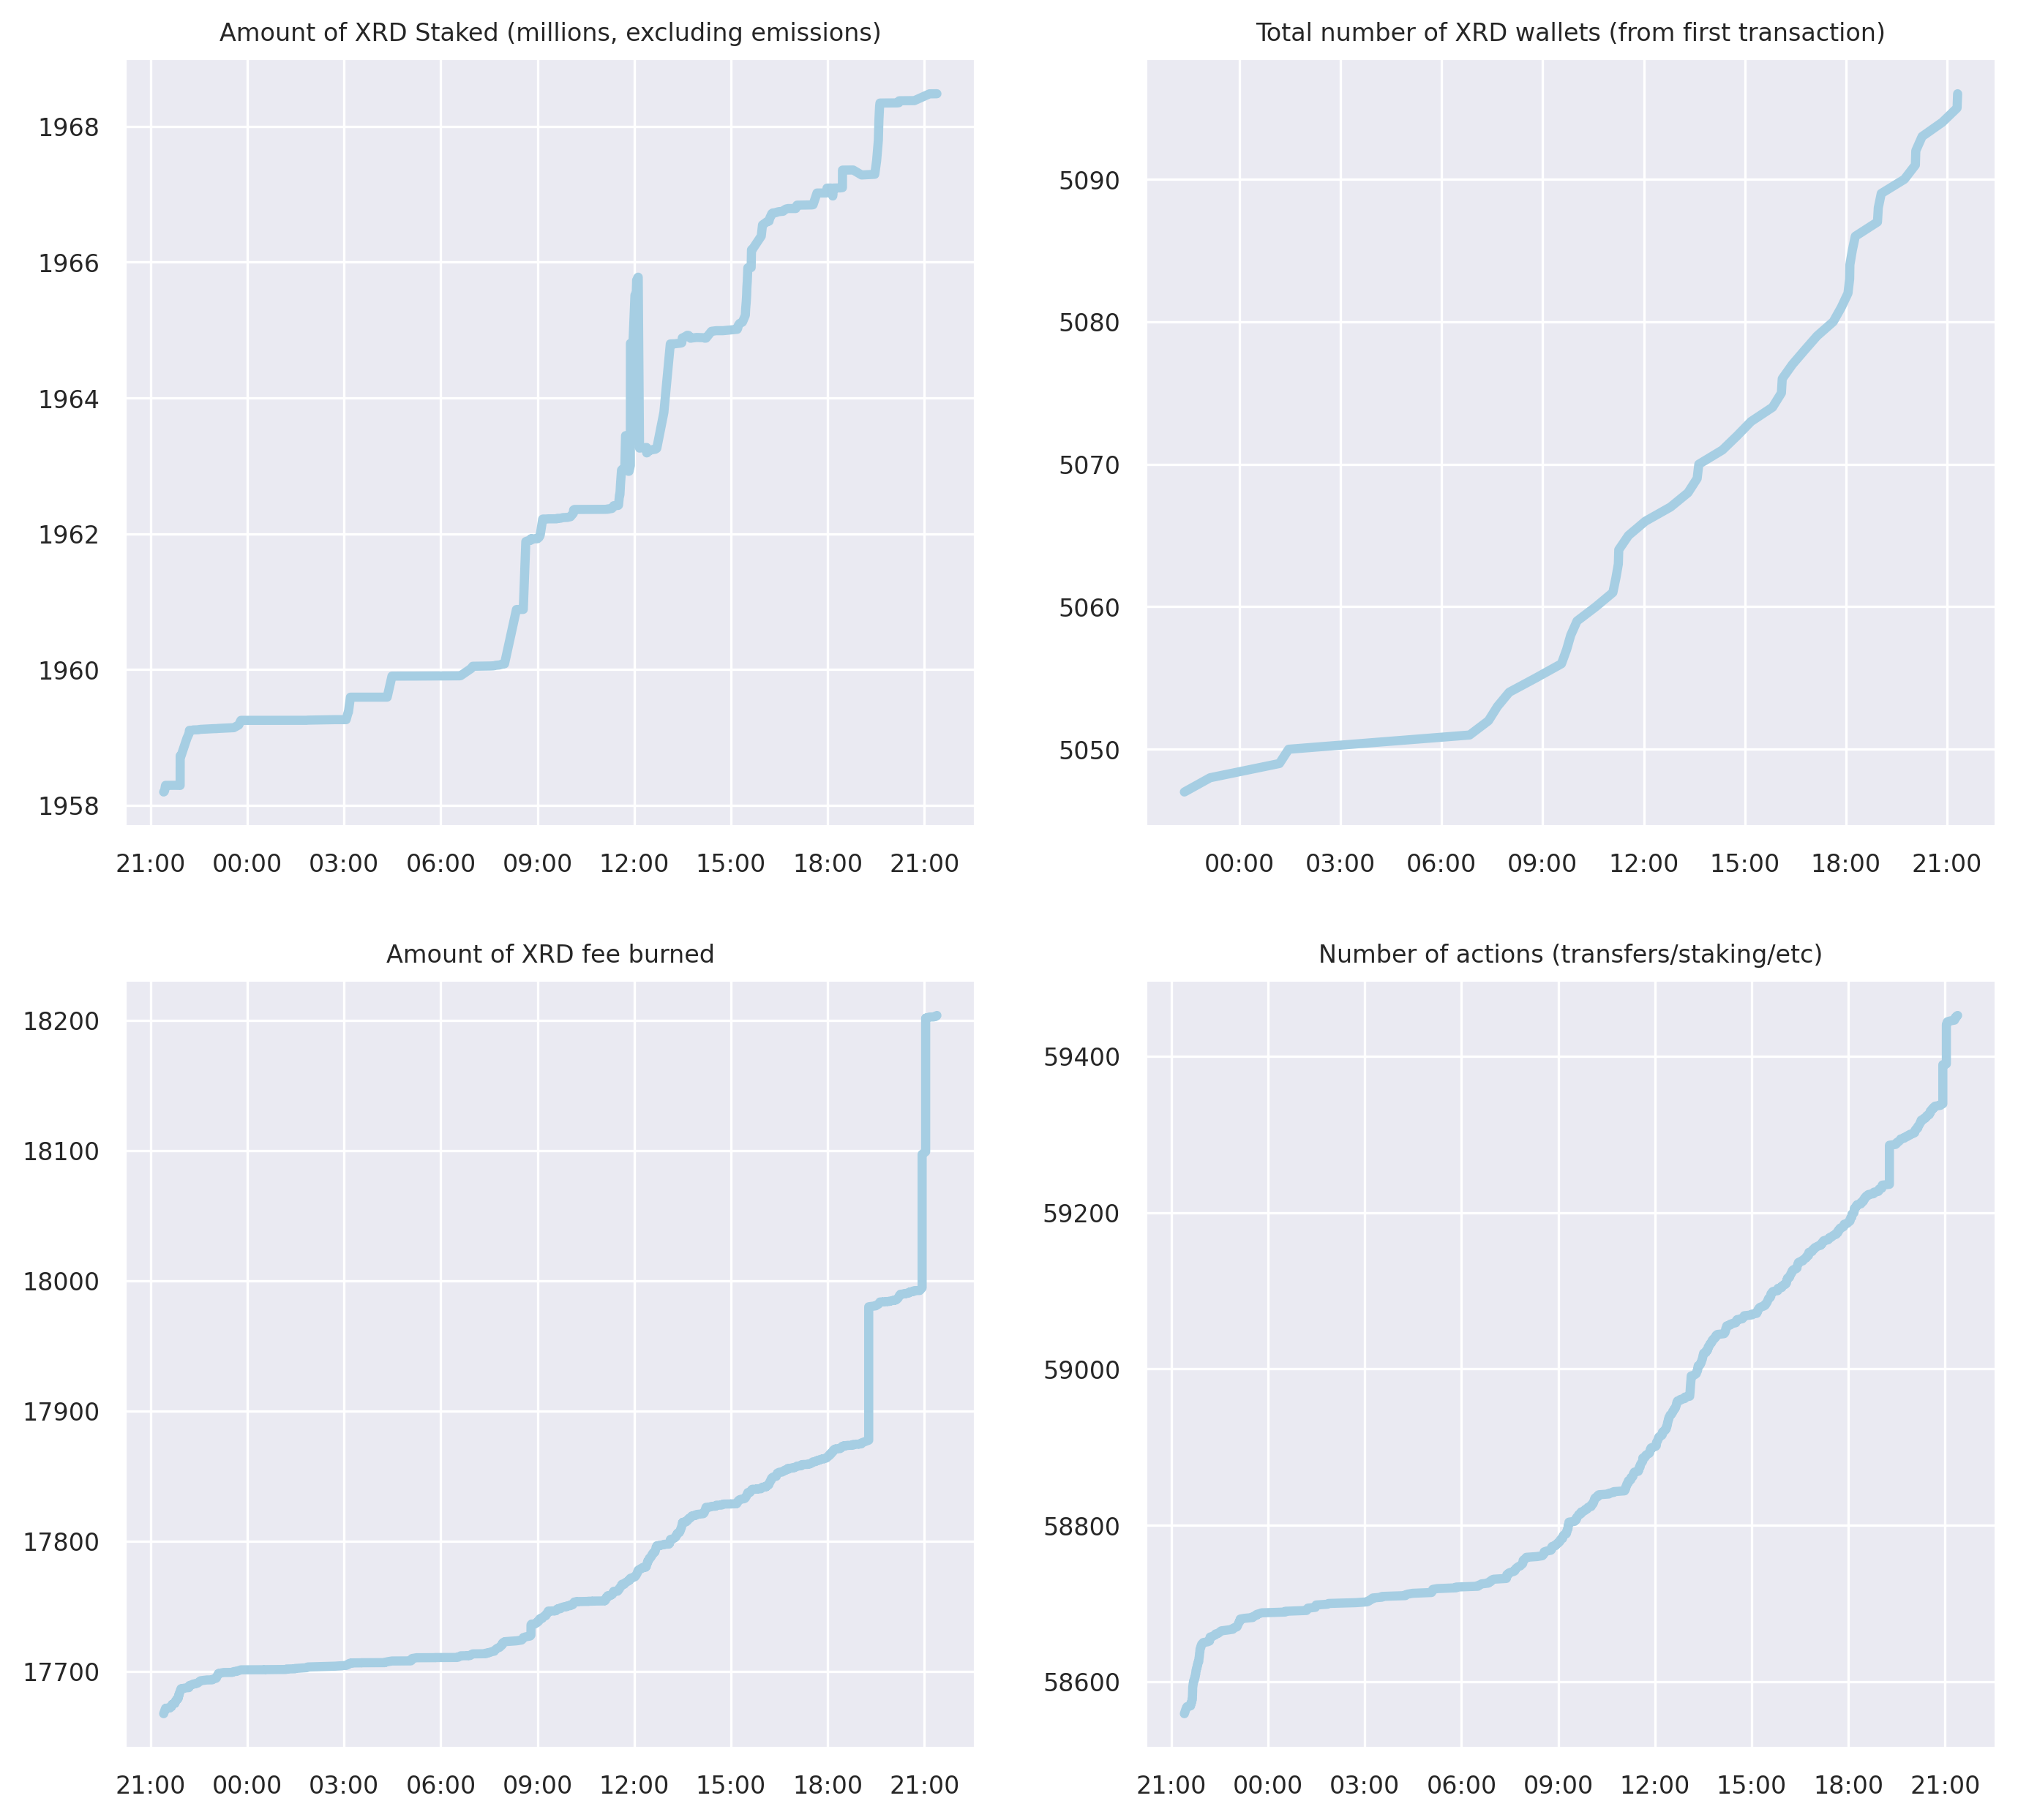 Amount of XRD Staked (millions, excluding emissions)
1968
1966
1964
1962
1960
1958
21:00 00:00 03:00 06:00 09:00 12:00 15:00 18:00 21:00
Total number of XRD wallets (from first transaction)
5090
5080
5070
5060
5050
00:00 03:00 06:00 09:00 12:00 15:00 18:00 21:00
Amount of XRD fee burned
18200
18100
18000
17900
17800
17700
21:00 00:00 03:00 06:00 09:00 12:00 15:00 18:00 21:00
Number of actions (transfers/staking/etc)
59400
59200
59000
58800
58600
21:00 00:00 03:00 06:00 09:00 12:00 15:00 18:00 21:00